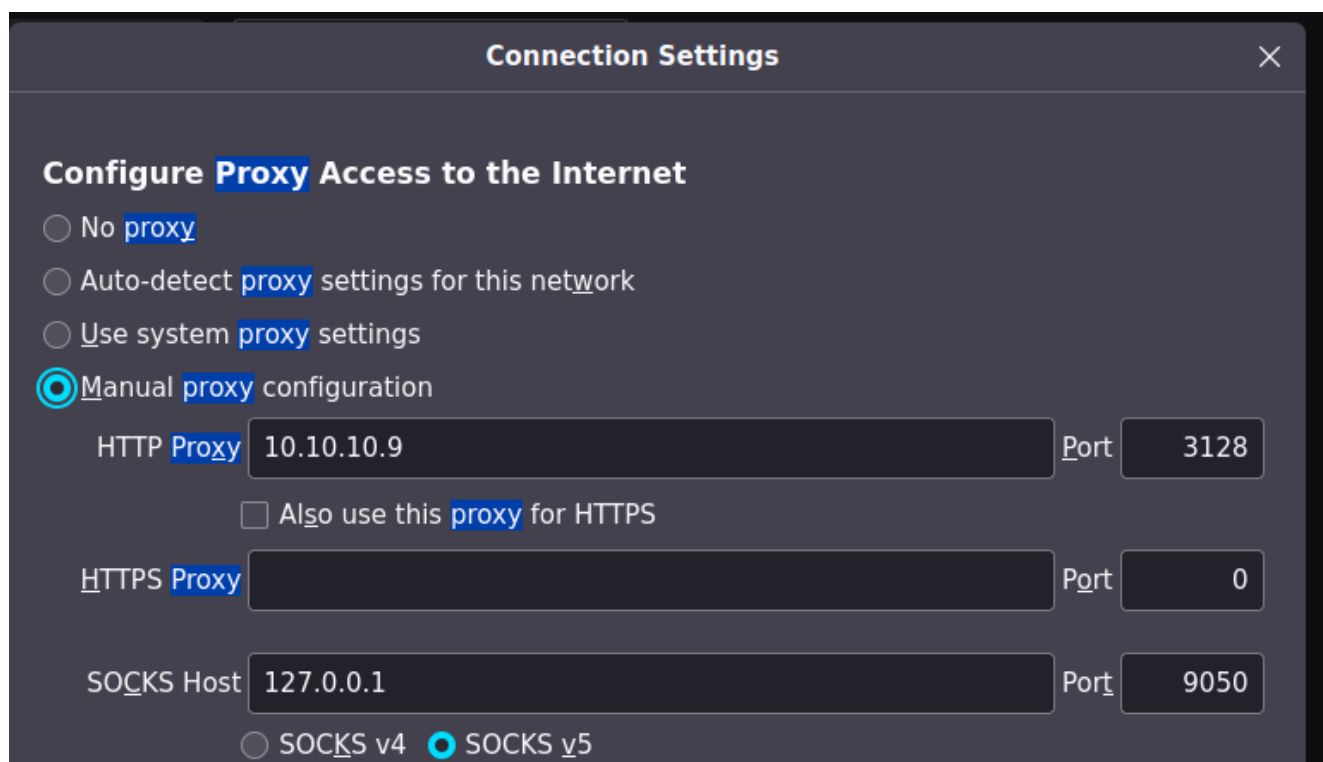 Connection Settings
Configure Proxy Access to the Internet
No proxy
Auto-detect proxy settings for this network
Use system proxy settings
Manual proxy configuration
HTTP Proxy 10.10.10.9 Port 3128
Also use this proxy for HTTPS
HTTPS Proxy Port 0
SOCKS Host 127.0.0.1 Port 9050
SOCKS v4 SOCKS v5